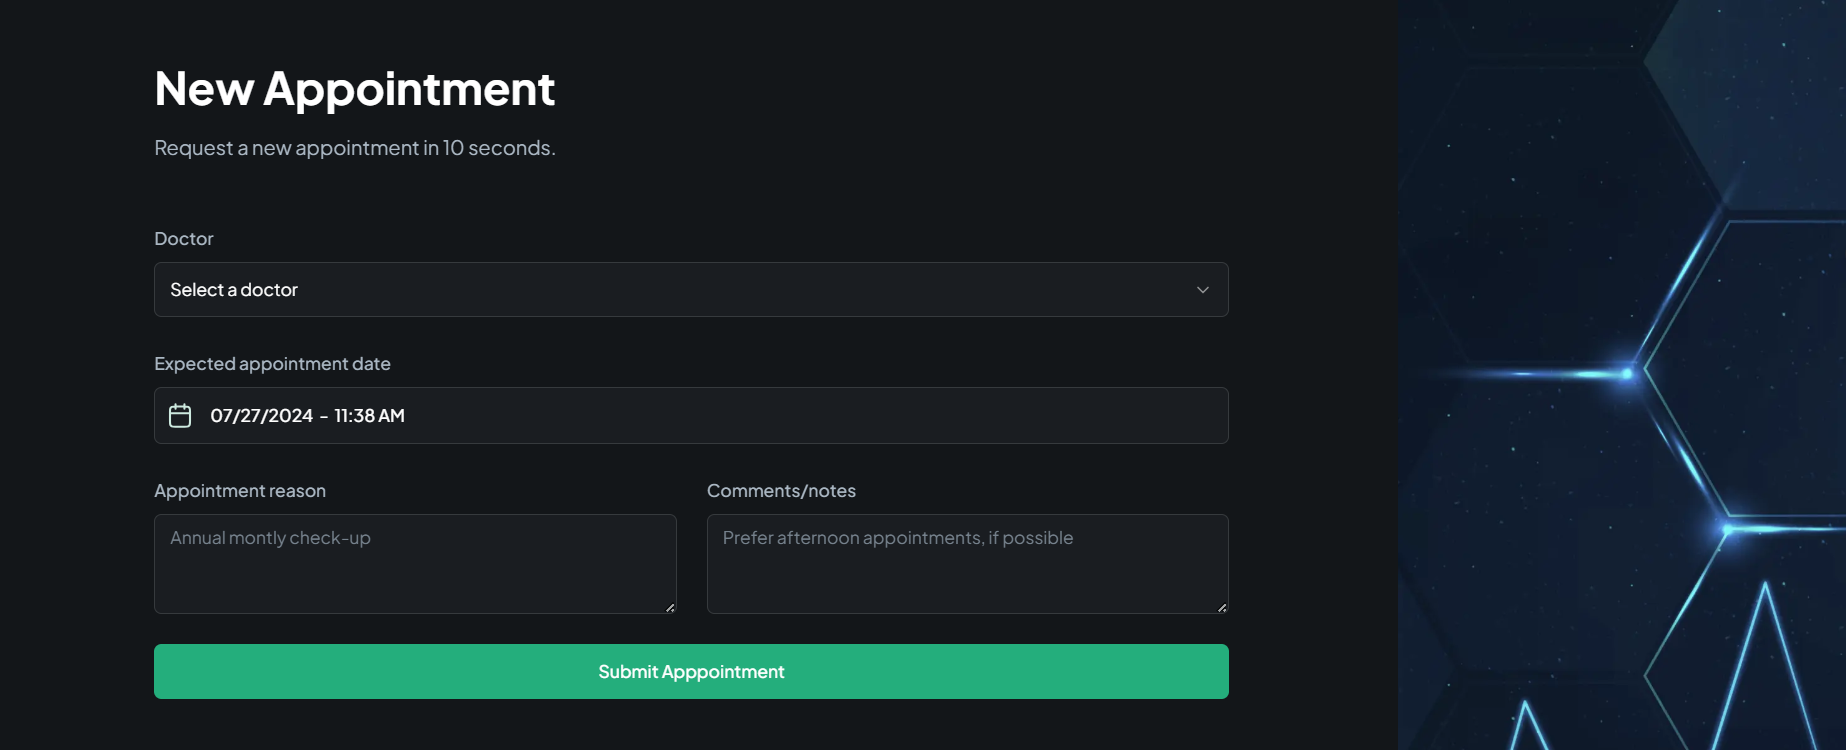 New Appointment
Request a new appointment in 10 seconds.
Doctor
Select a doctor
Expected appointment date
07/27/2024 - 11:38 AM
Appointment reason
Comments/notes
Annual montly check-up
Prefer afternoon appointments, if possible
Submit Apppointment